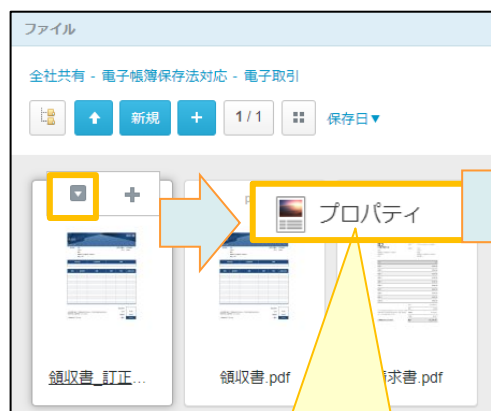 ファイル
全社共有 - 電子帳簿保存法対応 - 電子取引
新規
1 / 1
保存日▼
プロパティ
領収書_訂正...
領収書.pdf
求書.pdf